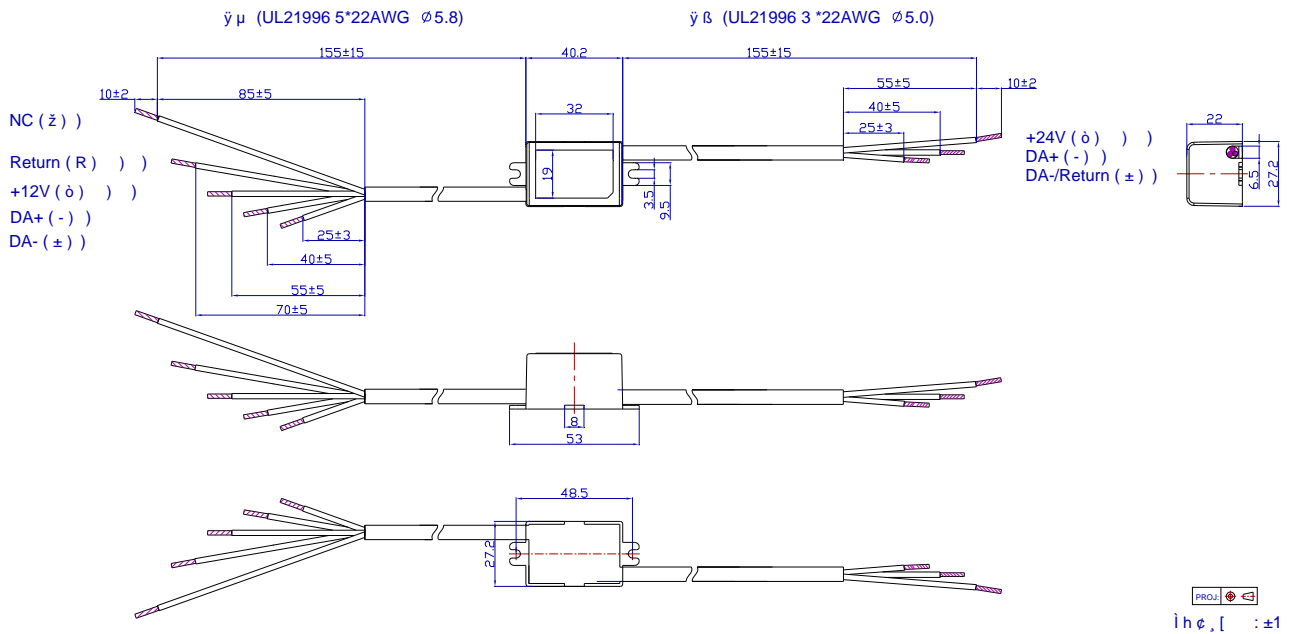 ÿ µ (UL21996 5*22AWG ∅5.8)
ÿ ß (UL21996 3 *22AWG ∅5.0)
155±15
40.2
155±15
10±2
85±5
55±5
10±2
40±5
25±3
32
19
3.5
9.5
22
6.5
27.2
NC ( ž ) )
Return ( R ) ) )
+12V ( ò ) ) )
DA+ ( - ) )
DA- ( ± ) )
+24V ( ò ) ) )
DA+ ( - ) )
DA-/Return ( ± ) )
25±3
40±5
55±5
70±5
8
53
48.5
27.2
PROJ:
Ì h ¢ ¸ [ : ±1